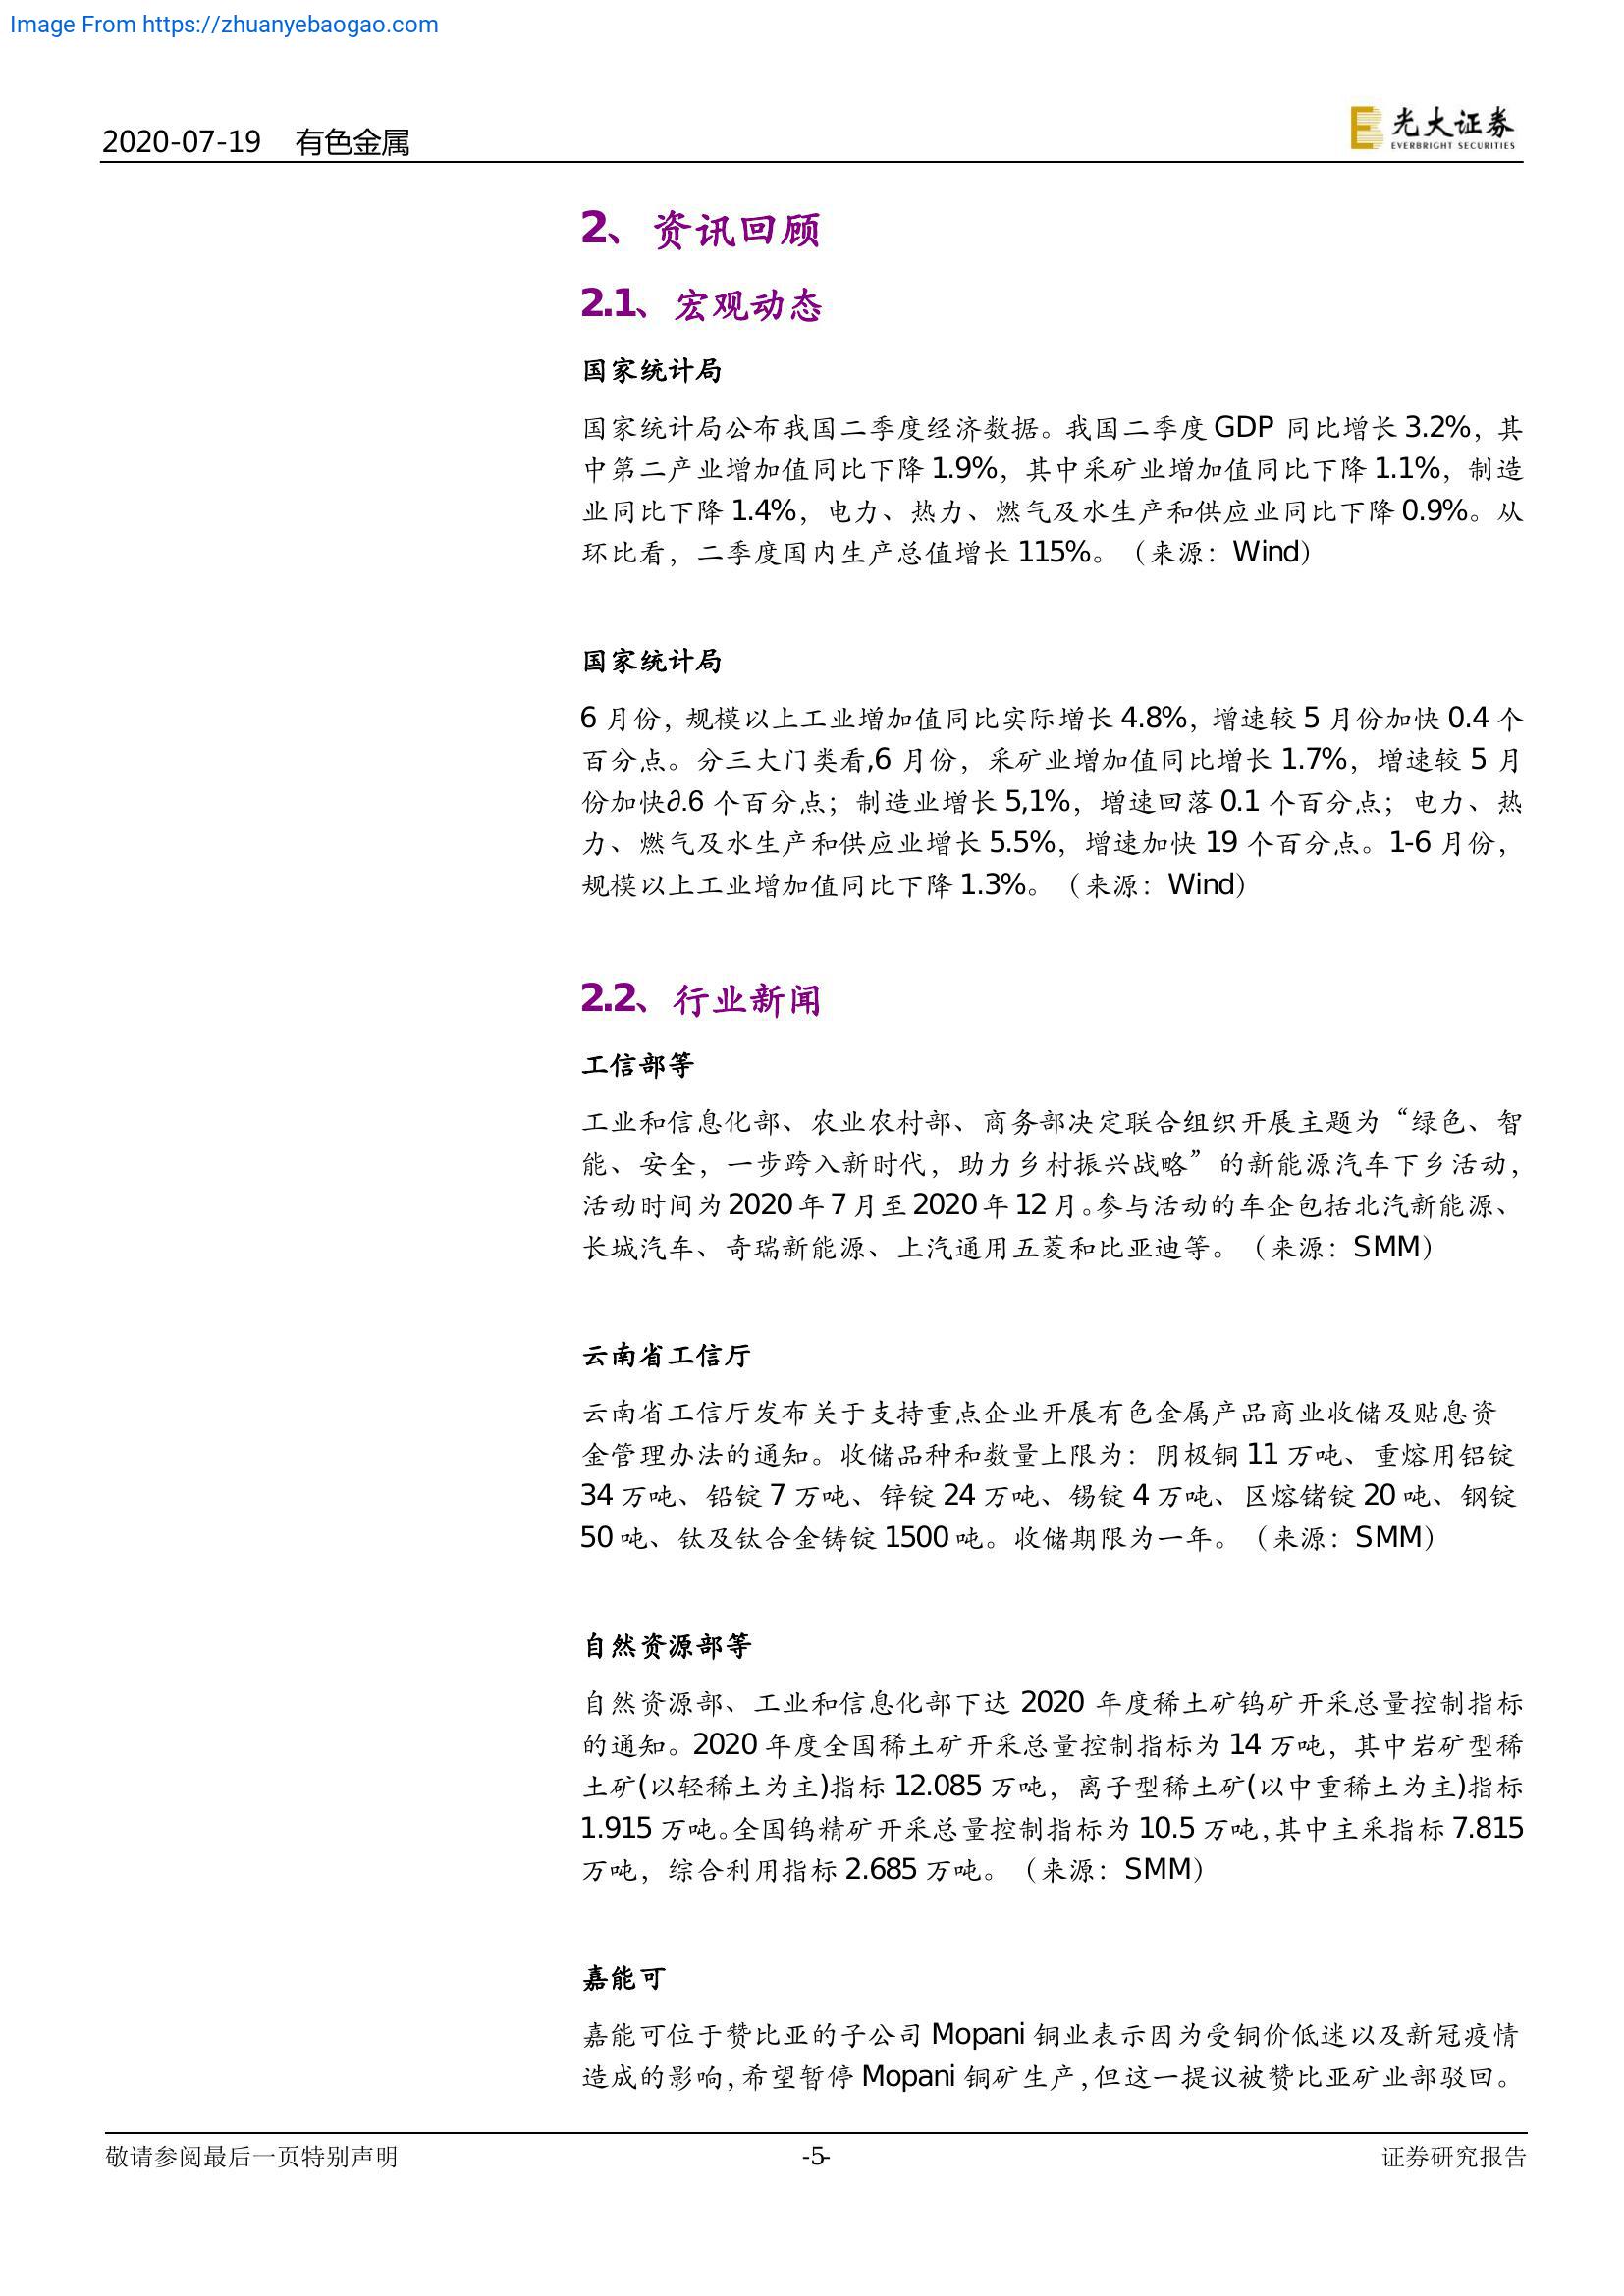 Image From https://zhuanyebaogao.com
2020-07-19 有色金属
光大证券
EVERBRIGHT SECURITIES
2、资讯回顾
2.1、宏观动态
国家统计局
国家统计局公布我国二季度经济数据。我国二季度 GDP 同比增长 3.2%，其
中第二产业增加值同比下降 1.9%，其中采矿业增加值同比下降 1.1%，制造
业同比下降 1.4%，电力、热力、燃气及水生产和供应业同比下降 0.9%。从
环比看，二季度国内生产总值增长 115%。（来源：Wind）
国家统计局
6 月份，规模以上工业增加值同比实际增长 4.8%，增速较 5 月份加快 0.4 个
百分点。分三大门类看,6 月份，采矿业增加值同比增长 1.7%，增速较 5 月
份加快∂.6 个百分点；制造业增长 5,1%，增速回落 0.1 个百分点；电力、热
力、燃气及水生产和供应业增长 5.5%，增速加快 19 个百分点。1-6 月份，
规模以上工业增加值同比下降 1.3%。（来源：Wind）
2.2、行业新闻
工信部等
工业和信息化部、农业农村部、商务部决定联合组织开展主题为“绿色、智
能、安全，一步跨入新时代，助力乡村振兴战略”的新能源汽车下乡活动，
活动时间为 2020 年 7 月至 2020 年 12 月。参与活动的车企包括北汽新能源、
长城汽车、奇瑞新能源、上汽通用五菱和比亚迪等。（来源：SMM）
云南省工信厅
云南省工信厅发布关于支持重点企业开展有色金属产品商业收储及贴息资
金管理办法的通知。收储品种和数量上限为：阴极铜 11 万吨、重熔用铝锭
34 万吨、铅锭 7 万吨、锌锭 24 万吨、锡锭 4 万吨、区熔锗锭 20 吨、钢锭
50 吨、钛及钛合金铸锭 1500 吨。收储期限为一年。（来源：SMM）
自然资源部等
自然资源部、工业和信息化部下达 2020 年度稀土矿钨矿开采总量控制指标
的通知。2020 年度全国稀土矿开采总量控制指标为 14 万吨，其中岩矿型稀
土矿(以轻稀土为主)指标 12.085 万吨，离子型稀土矿(以中重稀土为主)指标
1.915 万吨。全国钨精矿开采总量控制指标为 10.5 万吨，其中主采指标 7.815
万吨，综合利用指标 2.685 万吨。（来源：SMM）
嘉能可
嘉能可位于赞比亚的子公司 Mopani 铜业表示因为受铜价低迷以及新冠疫情
造成的影响，希望暂停 Mopani 铜矿生产，但这一提议被赞比亚矿业部驳回。
敬请参阅最后一页特别声明 -5- 证券研究报告